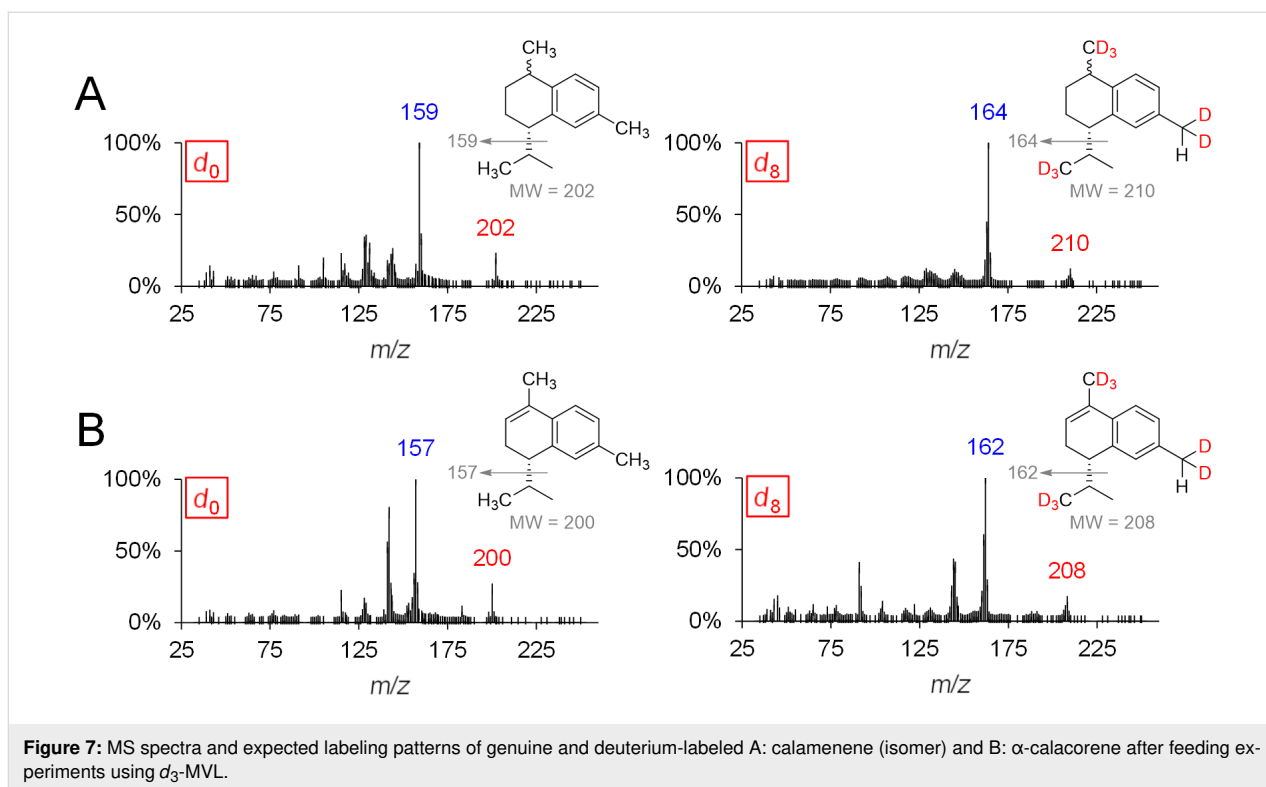 A
d0
159
202
CH3
CH3
H3C
159
MW = 202
100%
50%
0%
25 75 125 175 225
m/z
d8
164
210
CD3
D
D
H
D3C
164
MW = 210
100%
50%
0%
25 75 125 175 225
m/z
B
d0
157
200
CH3
CH3
H3C
157
MW = 200
100%
50%
0%
25 75 125 175 225
m/z
d8
162
208
CD3
D
D
H
D3C
162
MW = 208
100%
50%
0%
25 75 125 175 225
m/z
Figure 7: MS spectra and expected labeling patterns of genuine and deuterium-labeled A: calamenene (isomer) and B: α-calacorene after feeding ex-
periments using d3-MVL.